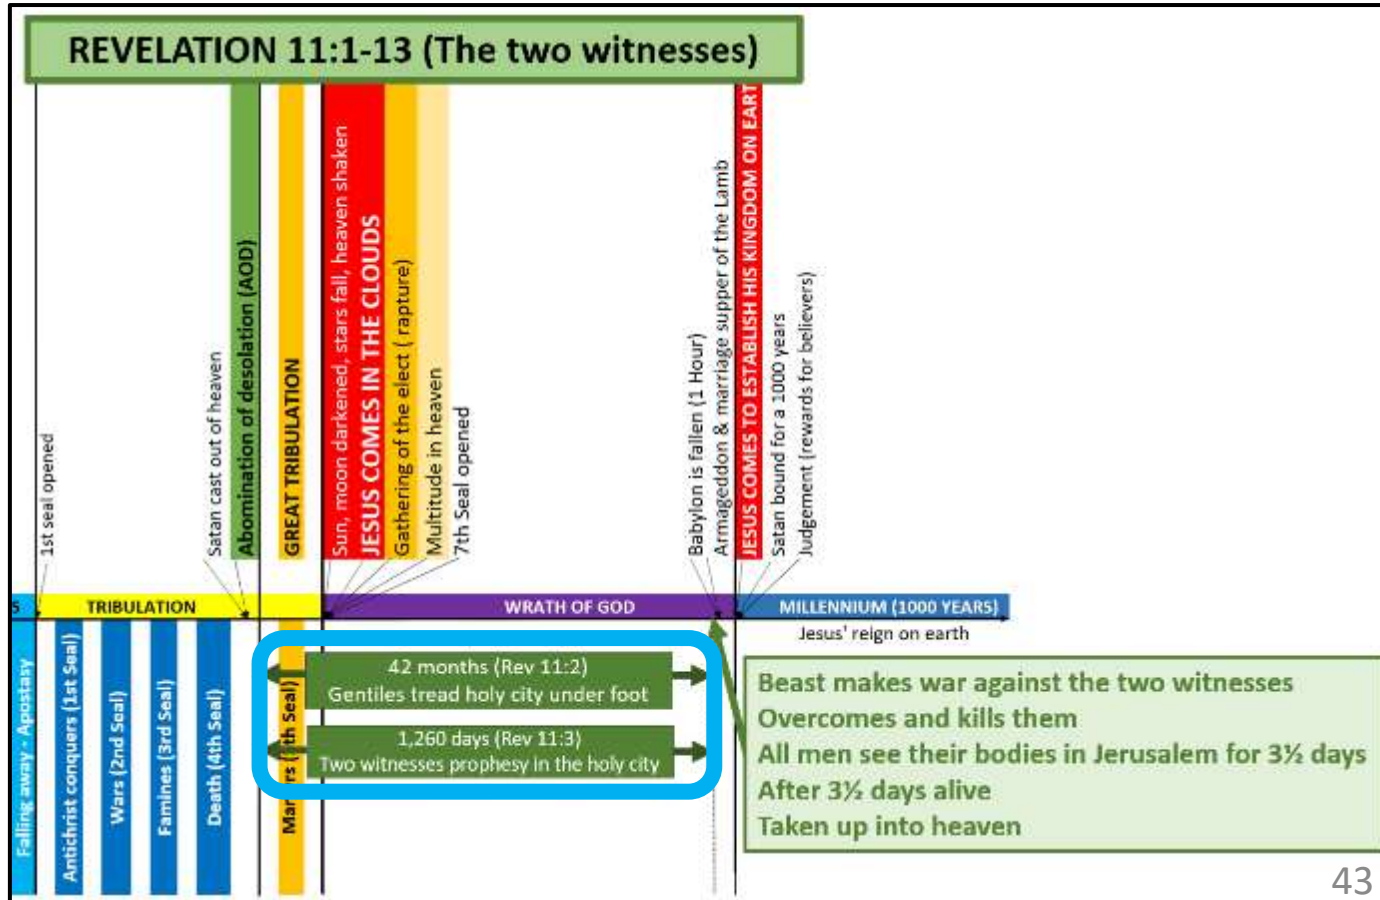 REVELATION 11:1-13 (The two witnesses)
1st seal opened
Satan cast out of heaven
Abomination of desolation (AOD)
GREAT TRIBULATION
Sun, moon darkened, stars fall, heaven shaken
JESUS COMES IN THE CLOUDS
Gathering of the elect ( rapture)
Multitude in heaven
7th Seal opened
Babylon is fallen (1 Hour)
Armageddon & marriage supper of the Lamb
JESUS COMES TO ESTABLISH HIS KINGDOM ON EART
Satan bound for a 1000 years
Judgement (rewards for believers)
S
TRIBULATION
WRATH OF GOD
MILLENNIUM (1000 YEARS)
Jesus' reign on earth
Falling away - Apostasy
Antichrist conquers (1st Seal)
Wars (2nd Seal)
Famines (3rd Seal)
Death (4th Seal)
Seal)
42 months (Rev 11:2)
Gentiles tread holy city under foot
1,260 days (Rev 11:3)
Two witnesses prophesy in the holy city
Beast makes war against the two witnesses
Overcomes and kills them
All men see their bodies in Jerusalem for 3½ days
After 3½ days alive
Taken up into heaven
43